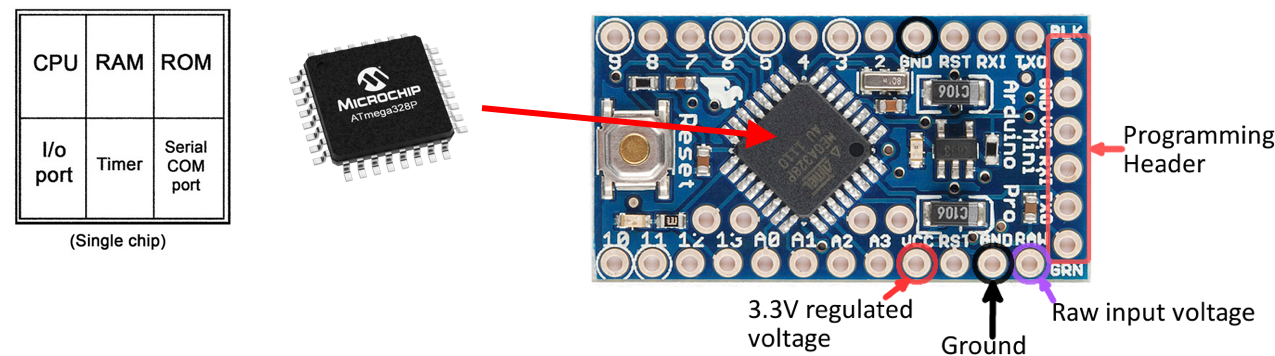 CPU RAM ROM
I/o port
Timer
Serial COM port
(Single chip)
MICROCHIP
ATmega328P
9 8 7 6 5 4 3 2 GND RST RXI TXO
BLK
GND
VCC
RXI
TXO
GRN
Reset
C106
Arduino
Mini
Pro
C106
MEGA328P
AU 1110
10 11 12 13 A0 A1 A2 A3 VCC RST GND RAW
Programming
Header
3.3V regulated
voltage
Ground
Raw input voltage